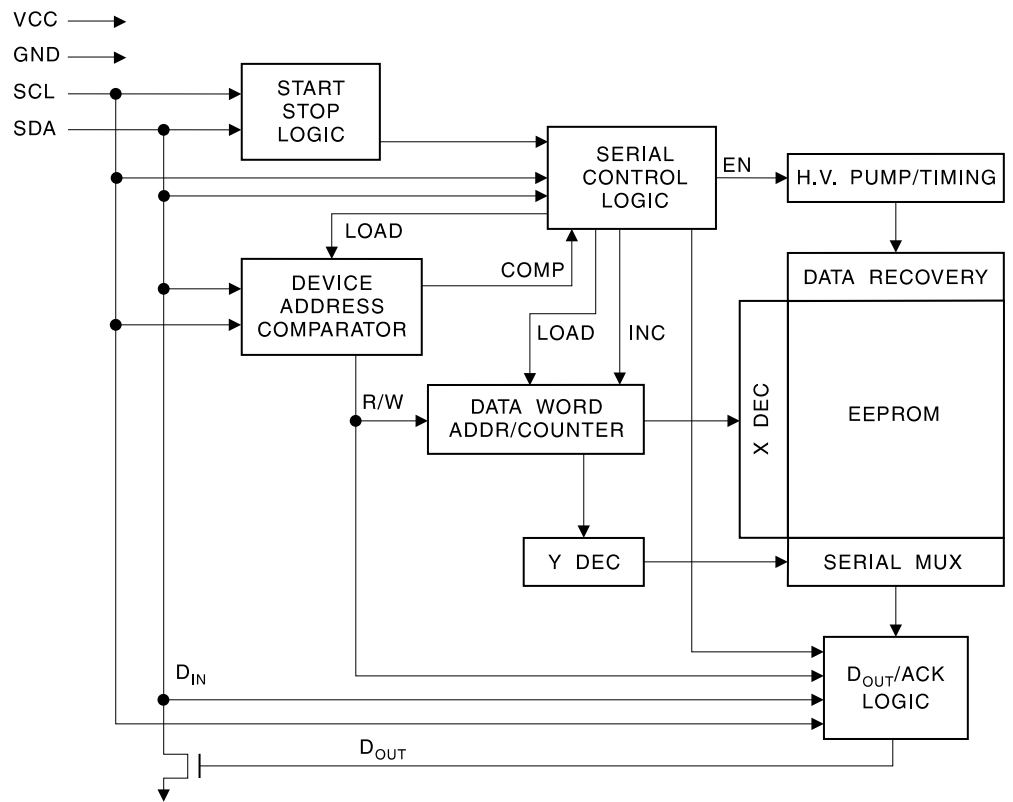 VCC
GND
SCL
SDA
START
STOP
LOGIC
SERIAL
CONTROL
LOGIC
EN
H.V. PUMP/TIMING
LOAD
COMP
DEVICE
ADDRESS
COMPARATOR
DATA RECOVERY
LOAD
INC
R/W
DATA WORD
ADDR/COUNTER
X DEC
EEPROM
Y DEC
SERIAL MUX
DIN
DOUT/ACK
LOGIC
DOUT